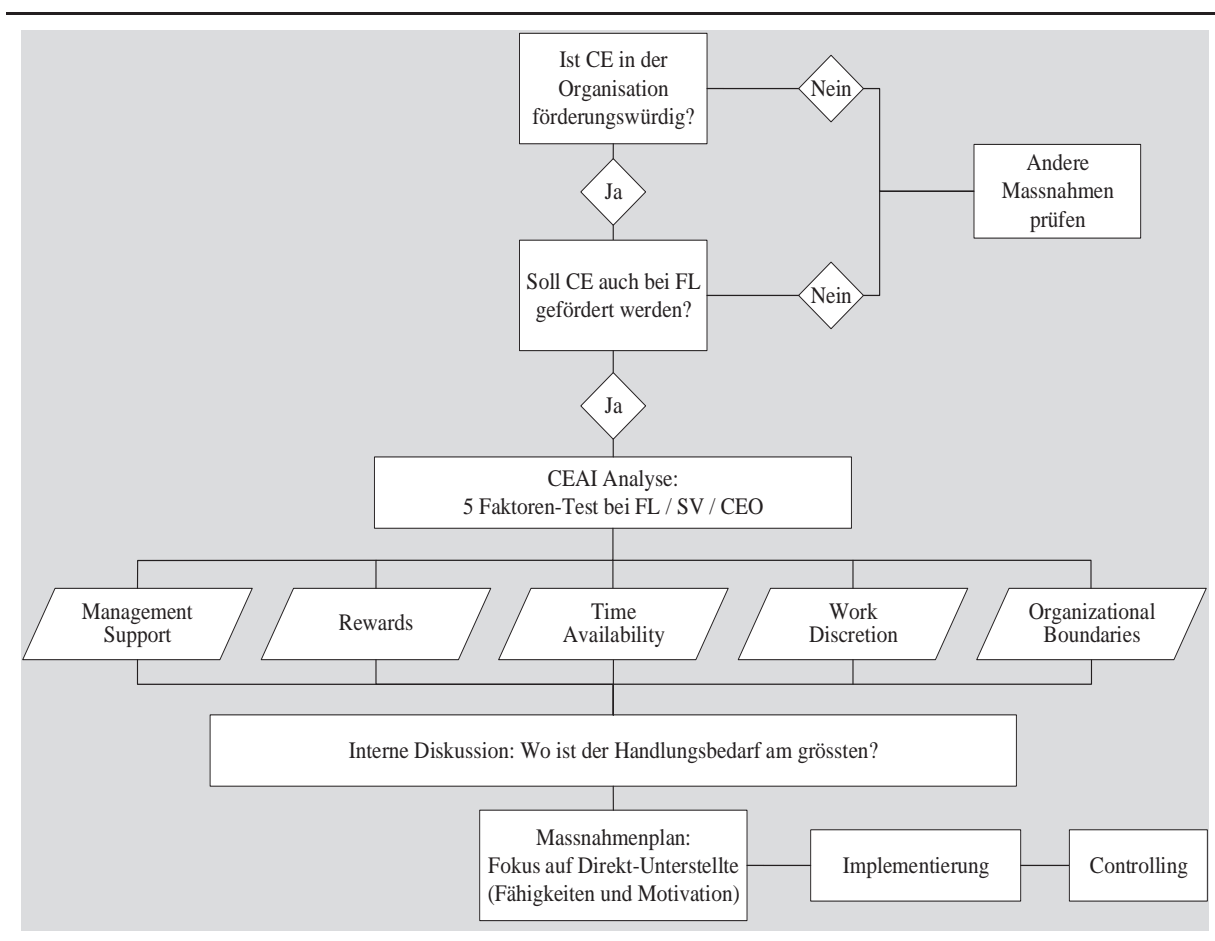 Ist CE in der
Organisation
förderungswürdig?
Nein
Ja
Andere
Massnahmen
prüfen
Soll CE auch bei FL
gefördert werden?
Nein
Ja
CEAI Analyse:
5 Faktoren-Test bei FL / SV / CEO
Management
Support
Rewards
Time
Availability
Work
Discretion
Organizational
Boundaries
Interne Diskussion: Wo ist der Handlungsbedarf am grössten?
Massnahmenplan:
Fokus auf Direkt-Unterstellte
(Fähigkeiten und Motivation)
Implementierung
Controlling